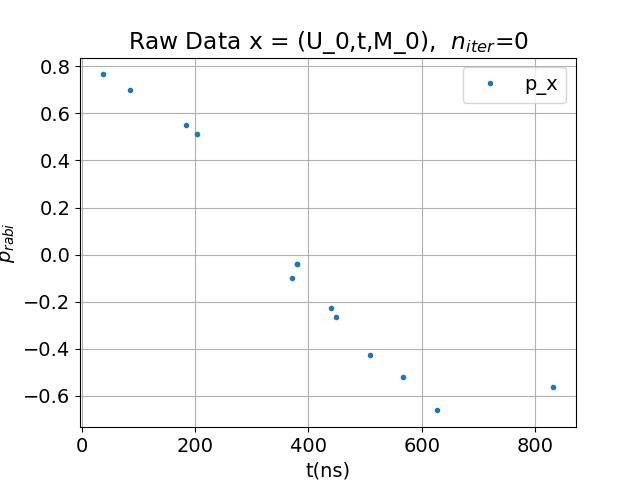 Raw Data x = (U_0,t,M_0),  n_iter=0
p_x
0.8
0.6
0.4
0.2
0.0
−0.2
−0.4
−0.6
p_rabi
0 200 400 600 800
t(ns)